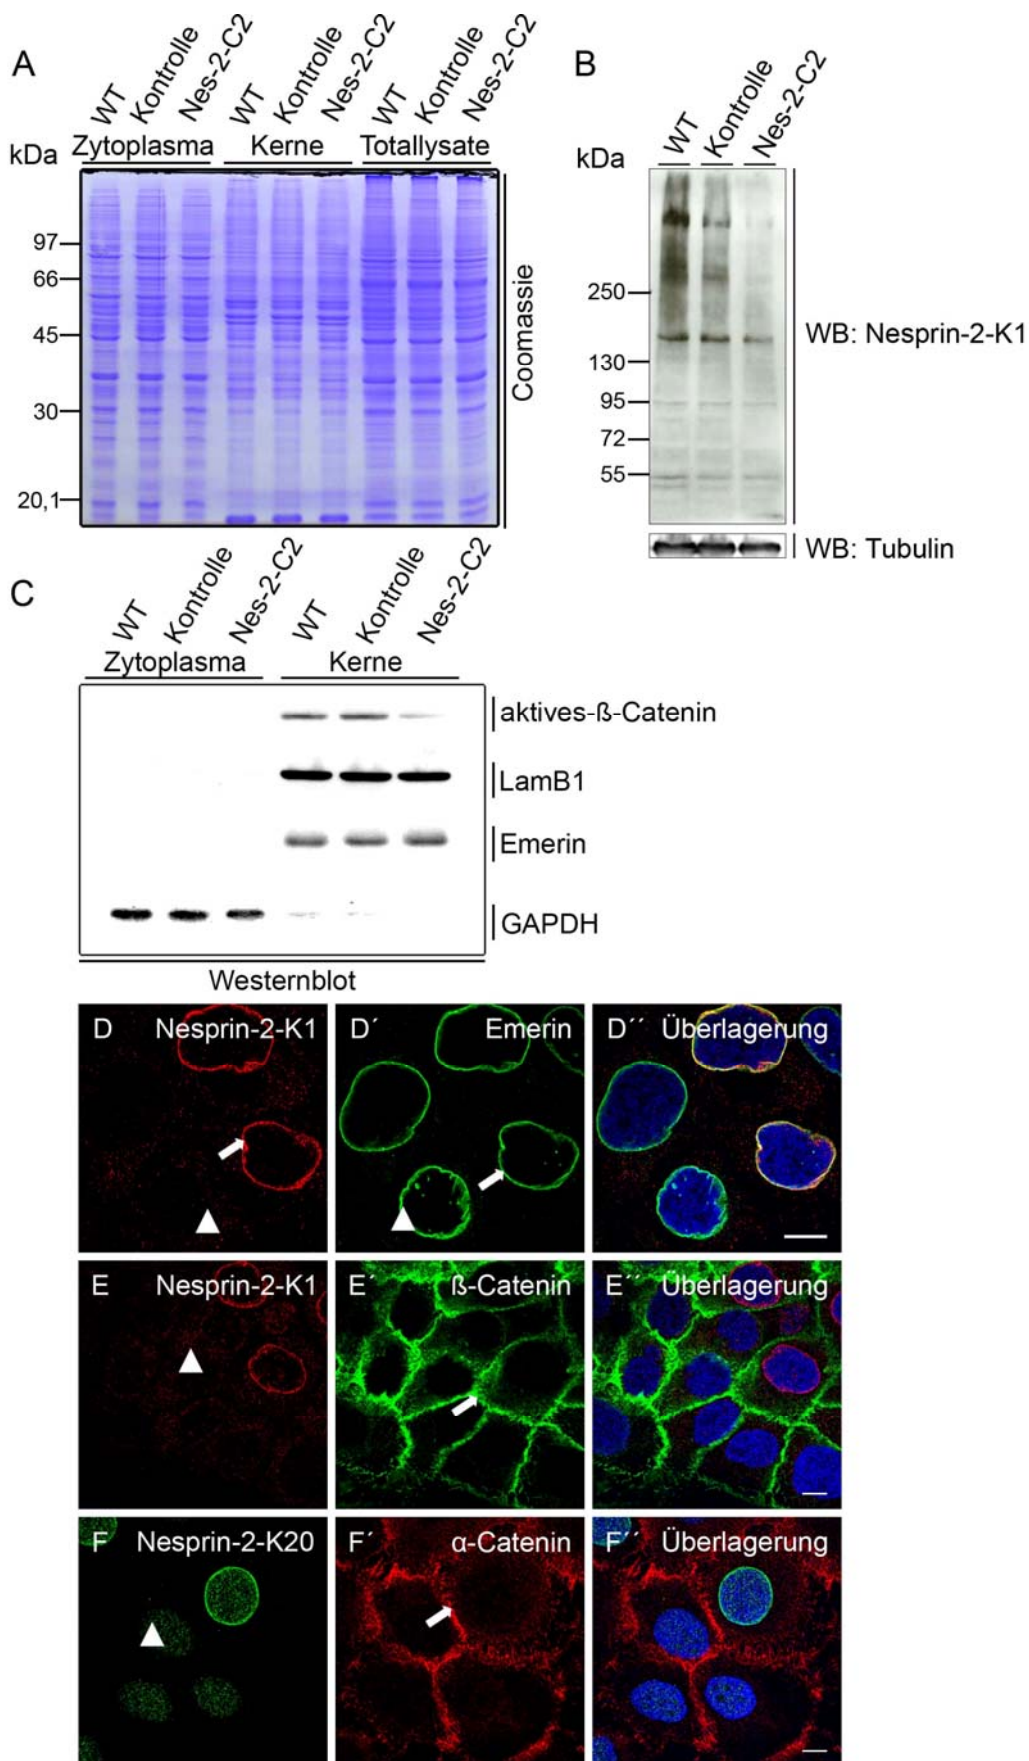 A
WT
Kontrolle
Nes-2-C2
WT
Kontrolle
Nes-2-C2
WT
Kontrolle
Nes-2-C2
kDa
Zytoplasma
Kerne
Totallysate
97
66
45
30
20,1
Coomassie
B
WT
Kontrolle
Nes-2-C2
kDa
250
130
95
72
55
WB: Nesprin-2-K1
WB: Tubulin
C
WT
Kontrolle
Nes-2-C2
WT
Kontrolle
Nes-2-C2
Zytoplasma
Kerne
aktives-ß-Catenin
LamB1
Emerin
GAPDH
Westernblot
D Nesprin-2-K1
D´ Emerin
D´´ Überlagerung
E Nesprin-2-K1
E´ ß-Catenin
E´´ Überlagerung
F Nesprin-2-K20
F´ α-Catenin
F´´ Überlagerung